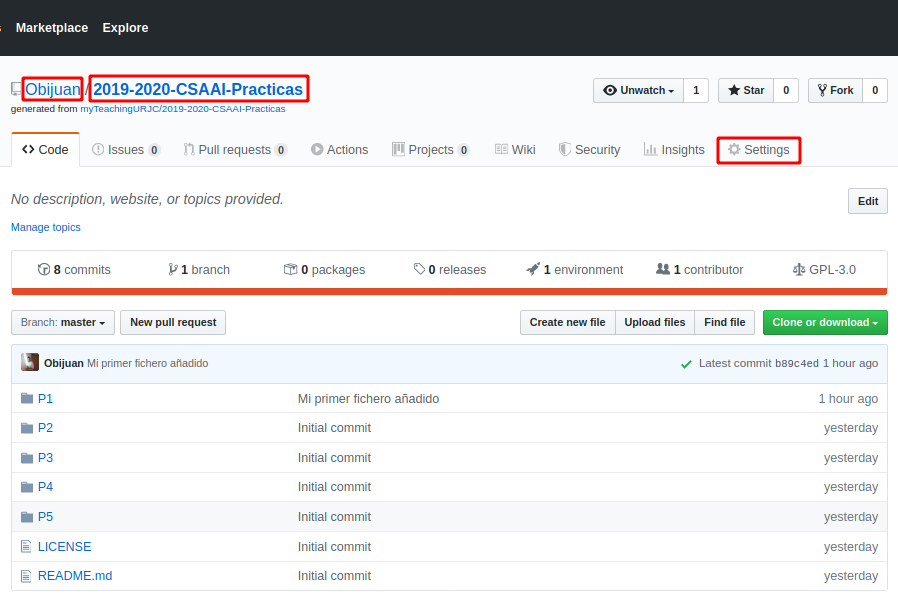 Marketplace Explore
Obijuan / 2019-2020-CSAAI-Practicas Unwatch 1 Star 0 Fork 0
generated from myTeachingURJC/2019-2020-CSAAI-Practicas
Code Issues 0 Pull requests 0 Actions Projects 0 Wiki Security Insights Settings
No description, website, or topics provided. Edit
Manage topics
8 commits 1 branch 0 packages 0 releases 1 environment 1 contributor GPL-3.0
Branch: master New pull request Create new file Upload files Find file Clone or download
Obijuan Mi primer fichero añadido Latest commit b89c4ed 1 hour ago
P1 Mi primer fichero añadido 1 hour ago
P2 Initial commit yesterday
P3 Initial commit yesterday
P4 Initial commit yesterday
P5 Initial commit yesterday
LICENSE Initial commit yesterday
README.md Initial commit yesterday